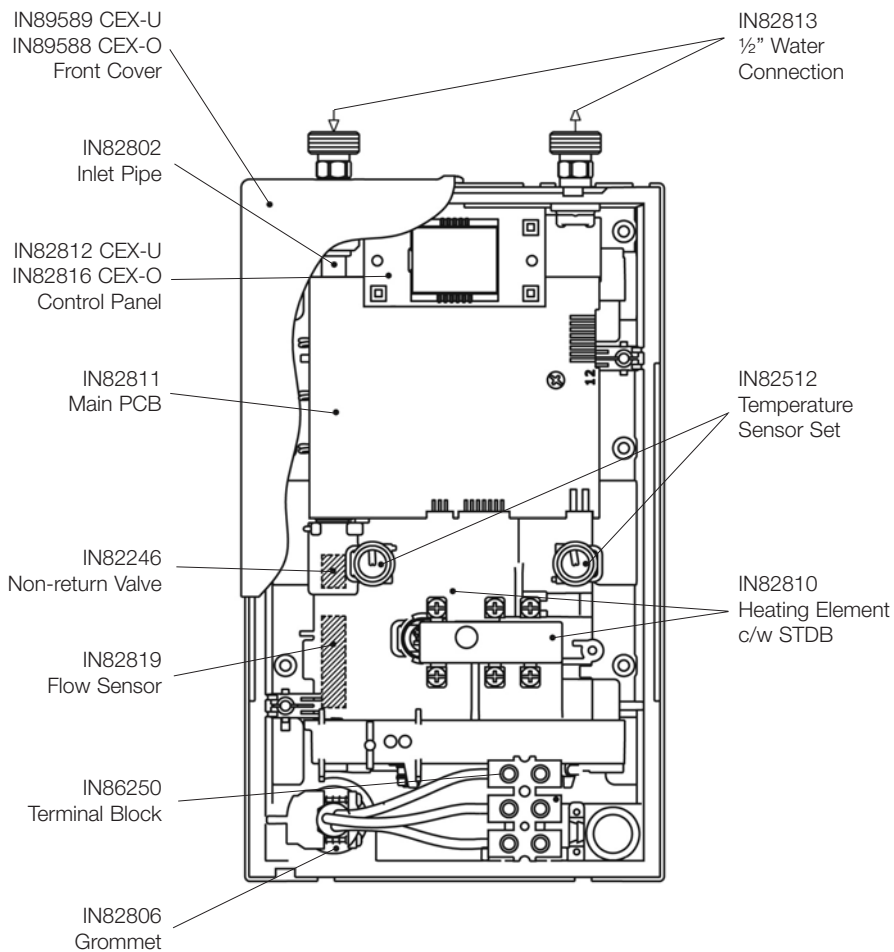 IN89589 CEX-U
IN89588 CEX-O
Front Cover
IN82802
Inlet Pipe
IN82812 CEX-U
IN82816 CEX-O
Control Panel
IN82811
Main PCB
IN82246
Non-return Valve
IN82819
Flow Sensor
IN86250
Terminal Block
IN82806
Grommet
IN82813
½” Water
Connection
12
IN82512
Temperature
Sensor Set
IN82810
Heating Element
c/w STDB